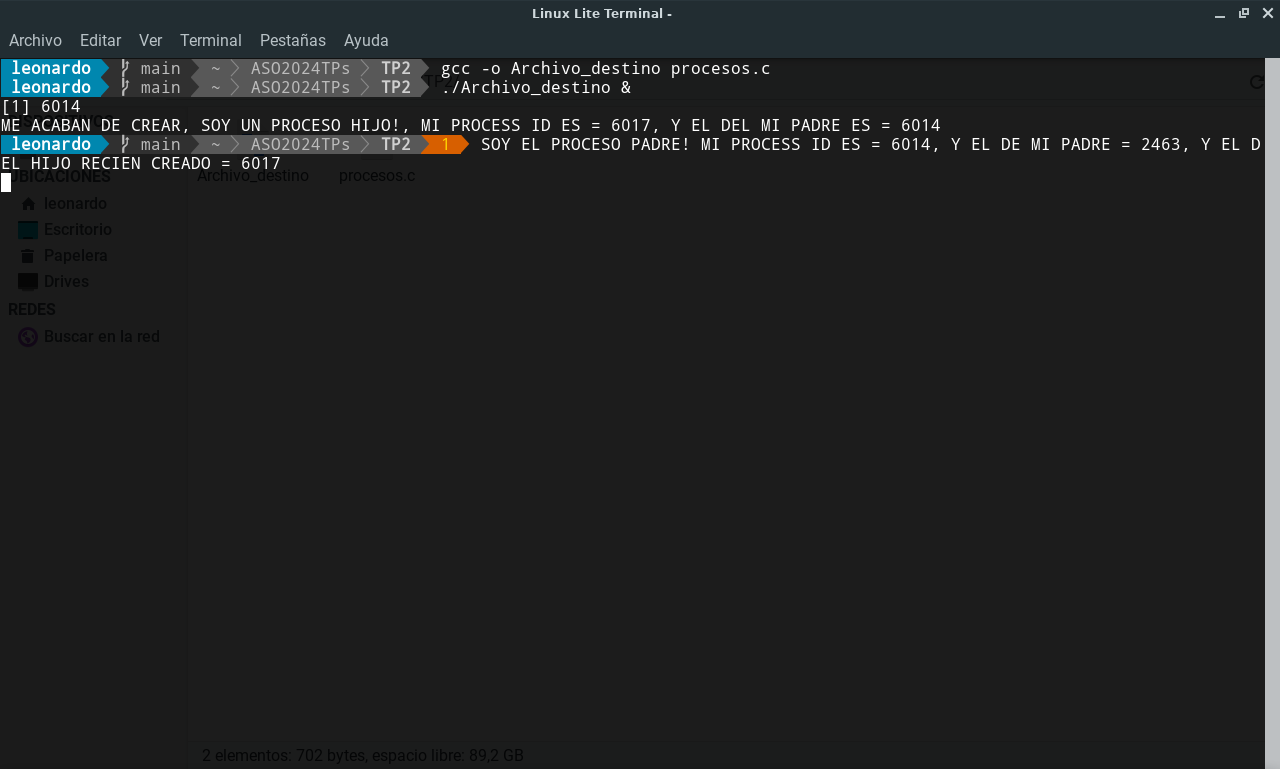 Linux Lite Terminal -
Archivo Editar Ver Terminal Pestañas Ayuda
leonardo main ~ ASO2024TPs TP2 gcc -o Archivo_destino procesos.c
leonardo main ~ ASO2024TPs TP2 ./Archivo_destino &
[1] 6014
ME ACABAN DE CREAR, SOY UN PROCESO HIJO!, MI PROCESS ID ES = 6017, Y EL DEL MI PADRE ES = 6014
leonardo main ~ ASO2024TPs TP2 1 SOY EL PROCESO PADRE! MI PROCESS ID ES = 6014, Y EL DE MI PADRE = 2463, Y EL D
EL HIJO RECIEN CREADO = 6017
UBICACIONES
Archivo_destino procesos.c
leonardo
Escritorio
Papelera
Drives
REDES
Buscar en la red
2 elementos: 702 bytes, espacio libre: 89,2 GB